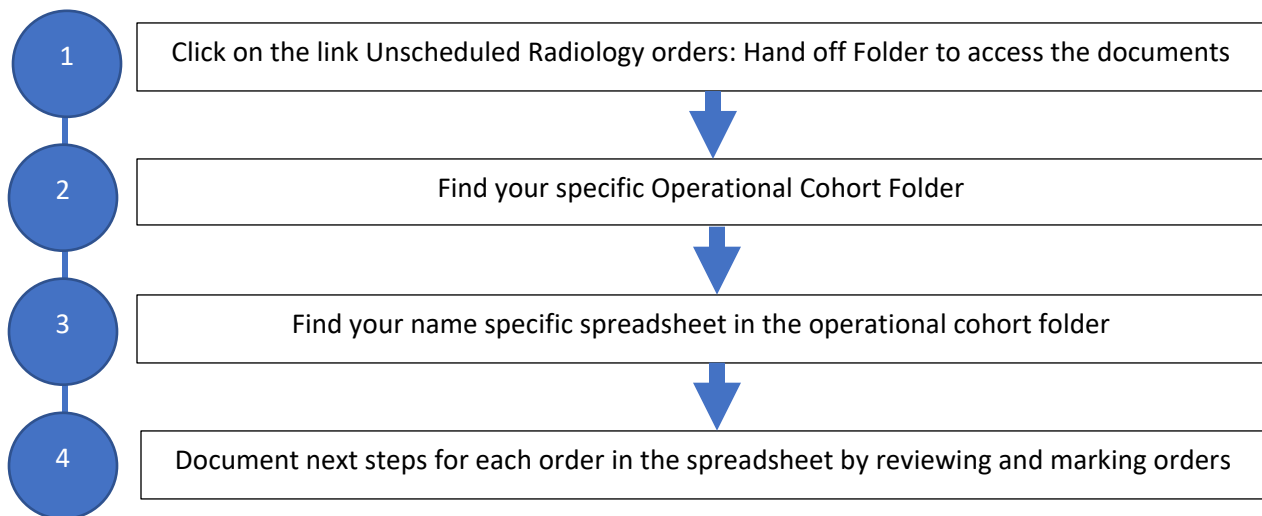 1
Click on the link Unscheduled Radiology orders: Hand off Folder to access the documents
2
Find your specific Operational Cohort Folder
3
Find your name specific spreadsheet in the operational cohort folder
4
Document next steps for each order in the spreadsheet by reviewing and marking orders